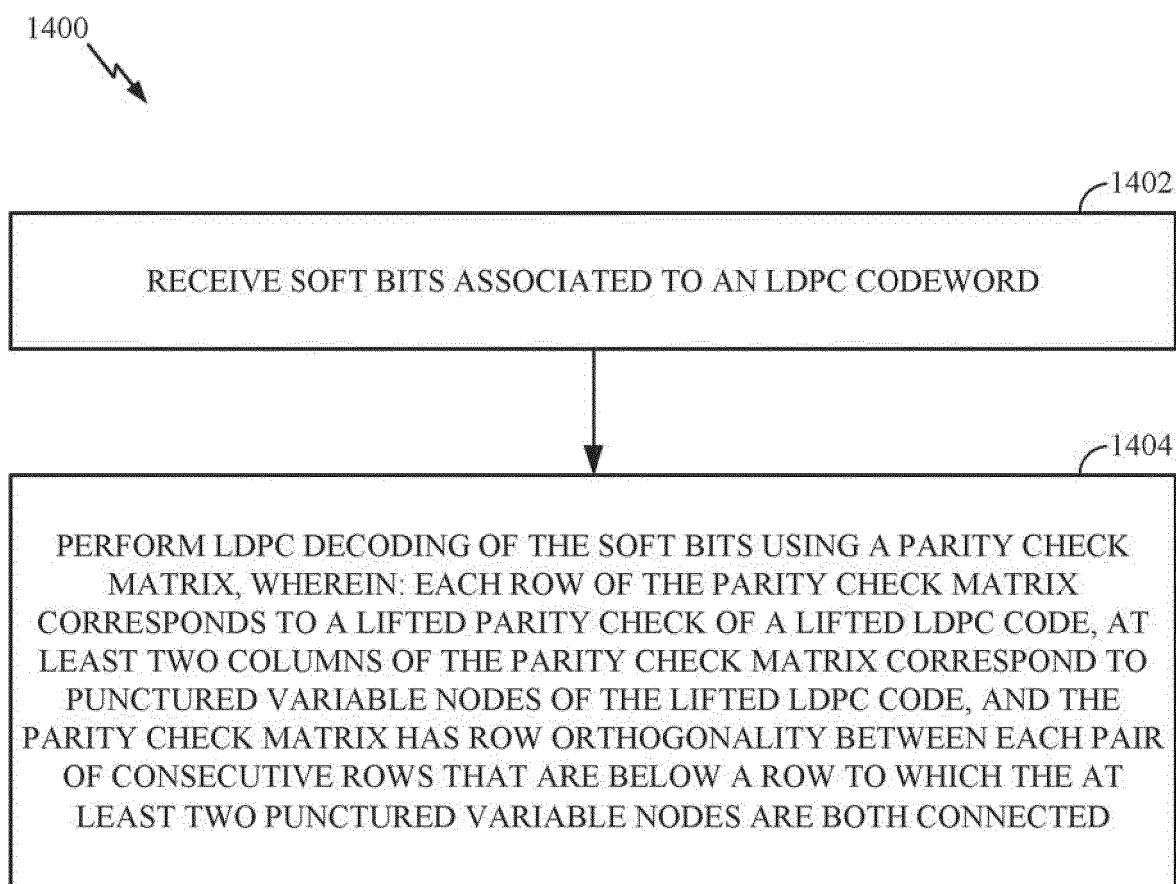 1400
1402
RECEIVE SOFT BITS ASSOCIATED TO AN LDPC CODEWORD
1404
PERFORM LDPC DECODING OF THE SOFT BITS USING A PARITY CHECK
MATRIX, WHEREIN: EACH ROW OF THE PARITY CHECK MATRIX
CORRESPONDS TO A LIFTED PARITY CHECK OF A LIFTED LDPC CODE, AT
LEAST TWO COLUMNS OF THE PARITY CHECK MATRIX CORRESPOND TO
PUNCTURED VARIABLE NODES OF THE LIFTED LDPC CODE, AND THE
PARITY CHECK MATRIX HAS ROW ORTHOGONALITY BETWEEN EACH PAIR
OF CONSECUTIVE ROWS THAT ARE BELOW A ROW TO WHICH THE AT
LEAST TWO PUNCTURED VARIABLE NODES ARE BOTH CONNECTED